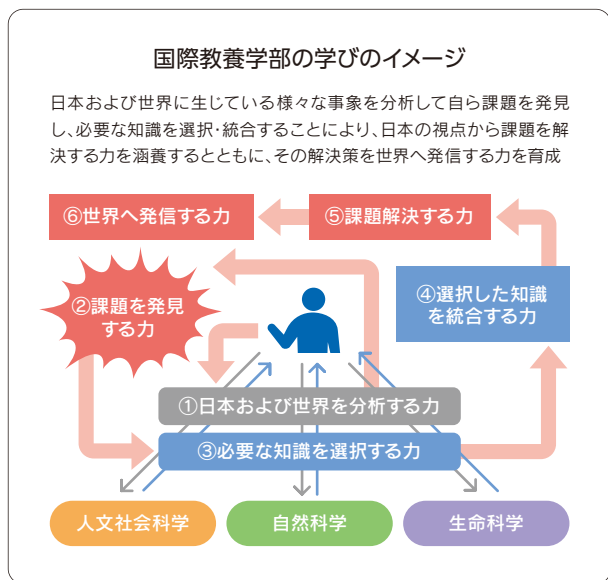 国際教養学部の学びのイメージ
日本および世界に生じている様々な事象を分析して自ら課題を発見
し、必要な知識を選択・統合することにより、日本の視点から課題を解
決する力を涵養するとともに、その解決策を世界へ発信する力を育成
⑥世界へ発信する力
⑤課題解決する力
②課題を発見
する力
④選択した知識
を統合する力
①日本および世界を分析する力
③必要な知識を選択する力
人文社会科学
自然科学
生命科学